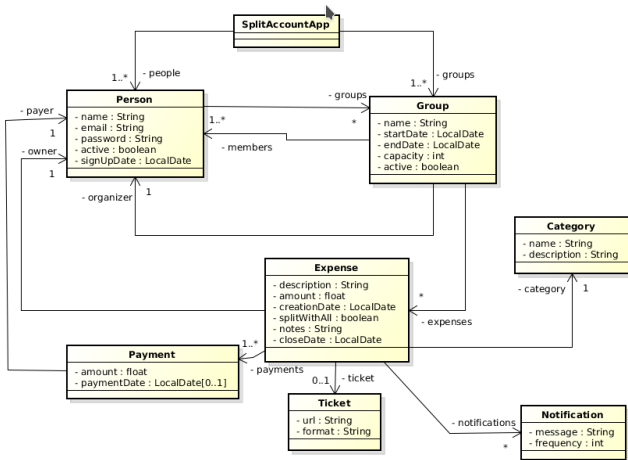 SplitAccountApp
1..*
- people
- groups
1..*
Person
- name : String
- email : String
- password : String
- active : boolean
- signUpDate : LocalDate
- groups
*
1..*
- members
Group
- name : String
- startDate : LocalDate
- endDate : LocalDate
- capacity : int
- active : boolean
- payer
1
- owner
1
- organizer
1
Category
- name : String
- description : String
- category
1
Expense
- description : String
- amount : float
- creationDate : LocalDate
- splitWithAll : boolean
- notes : String
- closeDate : LocalDate
*
- expenses
Payment
- amount : float
- paymentDate : LocalDate[0..1]
1..*
- payments
0..1
- ticket
Ticket
- url : String
- format : String
- notifications
*
Notification
- message : String
- frequency : int